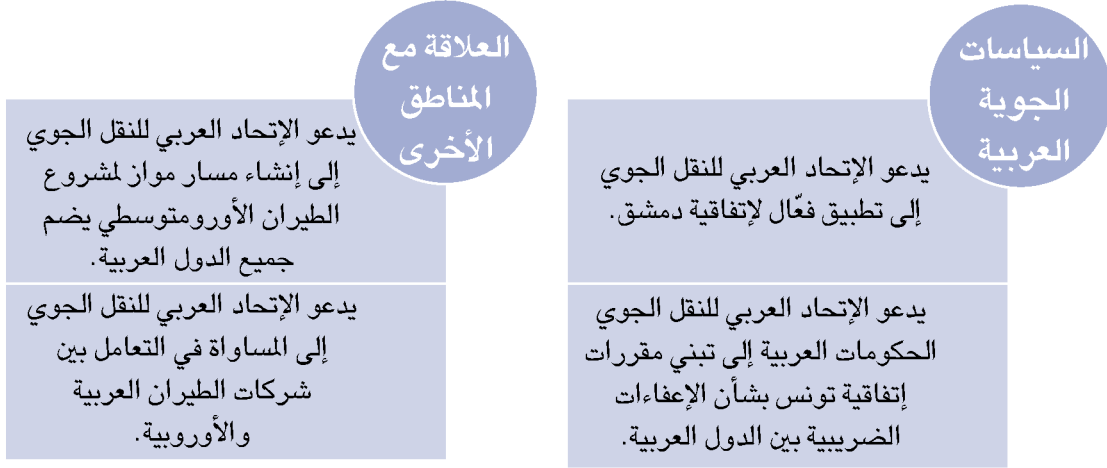 السياسات
الجوية
العربية
يدعو الإتحاد العربي للنقل الجوي
إلى تطبيق فعّال لإتفاقية دمشق.
يدعو الإتحاد العربي للنقل الجوي
الحكومات العربية إلى تبني مقررات
إتفاقية تونس بشأن الإعفاءات
الضريبية بين الدول العربية.
العلاقة مع
المناطق
الأخرى
يدعو الإتحاد العربي للنقل الجوي
إلى إنشاء مسار مواز لمشروع
الطيران الأورومتوسطي يضم
جميع الدول العربية.
يدعو الإتحاد العربي للنقل الجوي
إلى المساواة في التعامل بين
شركات الطيران العربية
والأوروبية.